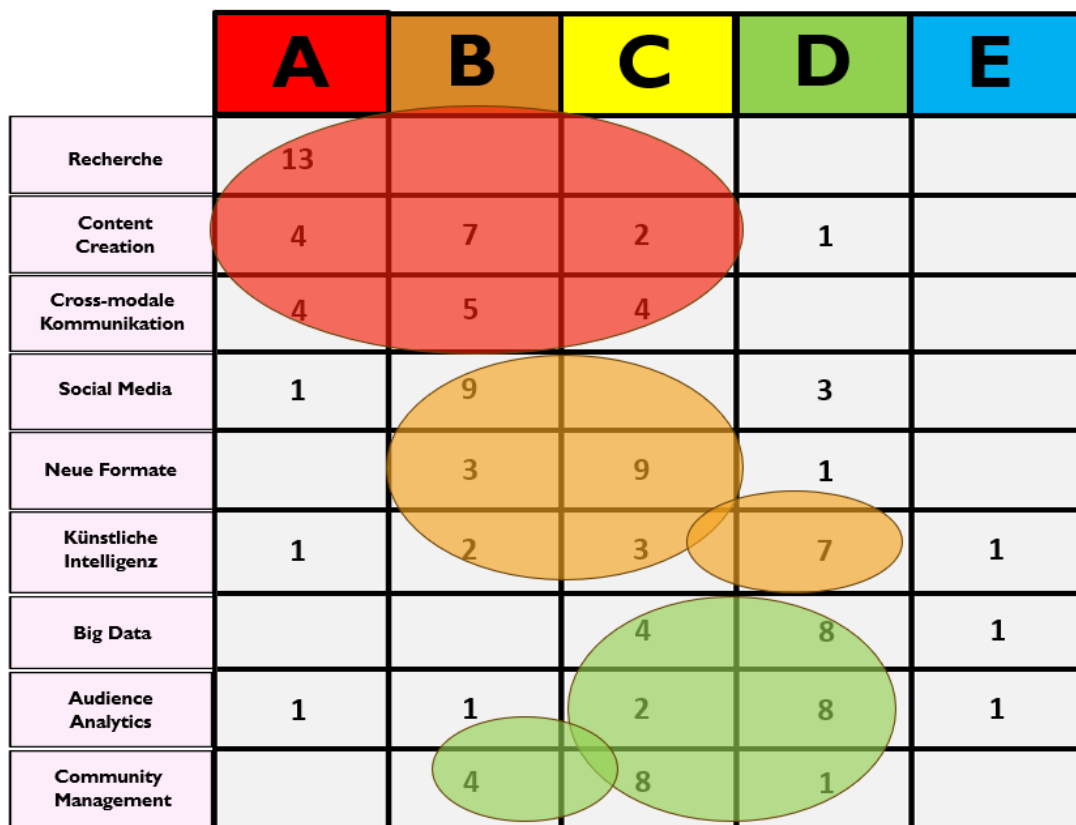 A B C D E
Recherche 13
Content
Creation 4 7 2 1
Cross-modale
Kommunikation 4 5 4
Social Media 1 9 3
Neue Formate 3 9 1
Künstliche
Intelligenz 1 2 3 7 1
Big Data 4 8 1
Audience
Analytics 1 1 2 8 1
Community
Management 4 8 1